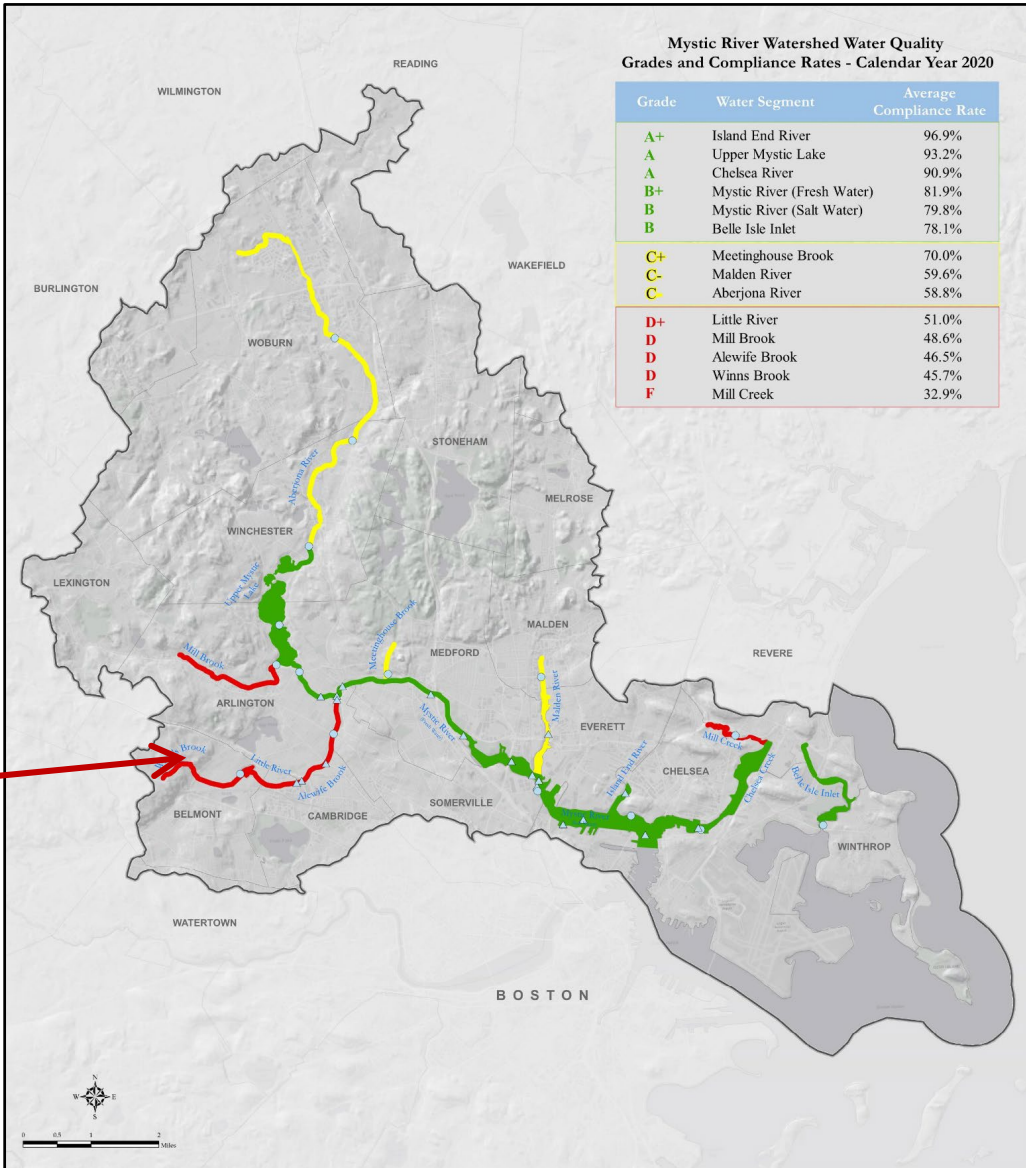 Mystic River Watershed Water Quality
Grades and Compliance Rates - Calendar Year 2020
Grade Water Segment Average Compliance Rate
A+ Island End River 96.9%
A Upper Mystic Lake 93.2%
A Chelsea River 90.9%
B+ Mystic River (Fresh Water) 81.9%
B Mystic River (Salt Water) 79.8%
B Belle Isle Inlet 78.1%
C+ Meetinghouse Brook 70.0%
C- Malden River 59.6%
C- Aberjona River 58.8%
D+ Little River 51.0%
D Mill Brook 48.6%
D Alewife Brook 46.5%
D Winns Brook 45.7%
F Mill Creek 32.9%
READING
WILMINGTON
WAKEFIELD
BURLINGTON
WOBURN
STONEHAM
Aberjona River
MELROSE
WINCHESTER
LEXINGTON
Upper Mystic
Lake
MALDEN
Meetinghouse Brook
MEDFORD
REVERE
Mill Brook
ARLINGTON
Malden River
Mystic River
(Fresh Water)
EVERETT
Mill Creek
Brook
Little River
Island End River
CHELSEA
Chelsea Creek
Belle Isle Inlet
Alewife Brook
BELMONT
CAMBRIDGE
SOMERVILLE
Mystic River
WINTHROP
WATERTOWN
BOSTON
N
W E
S
0 0.5 1 2
Miles